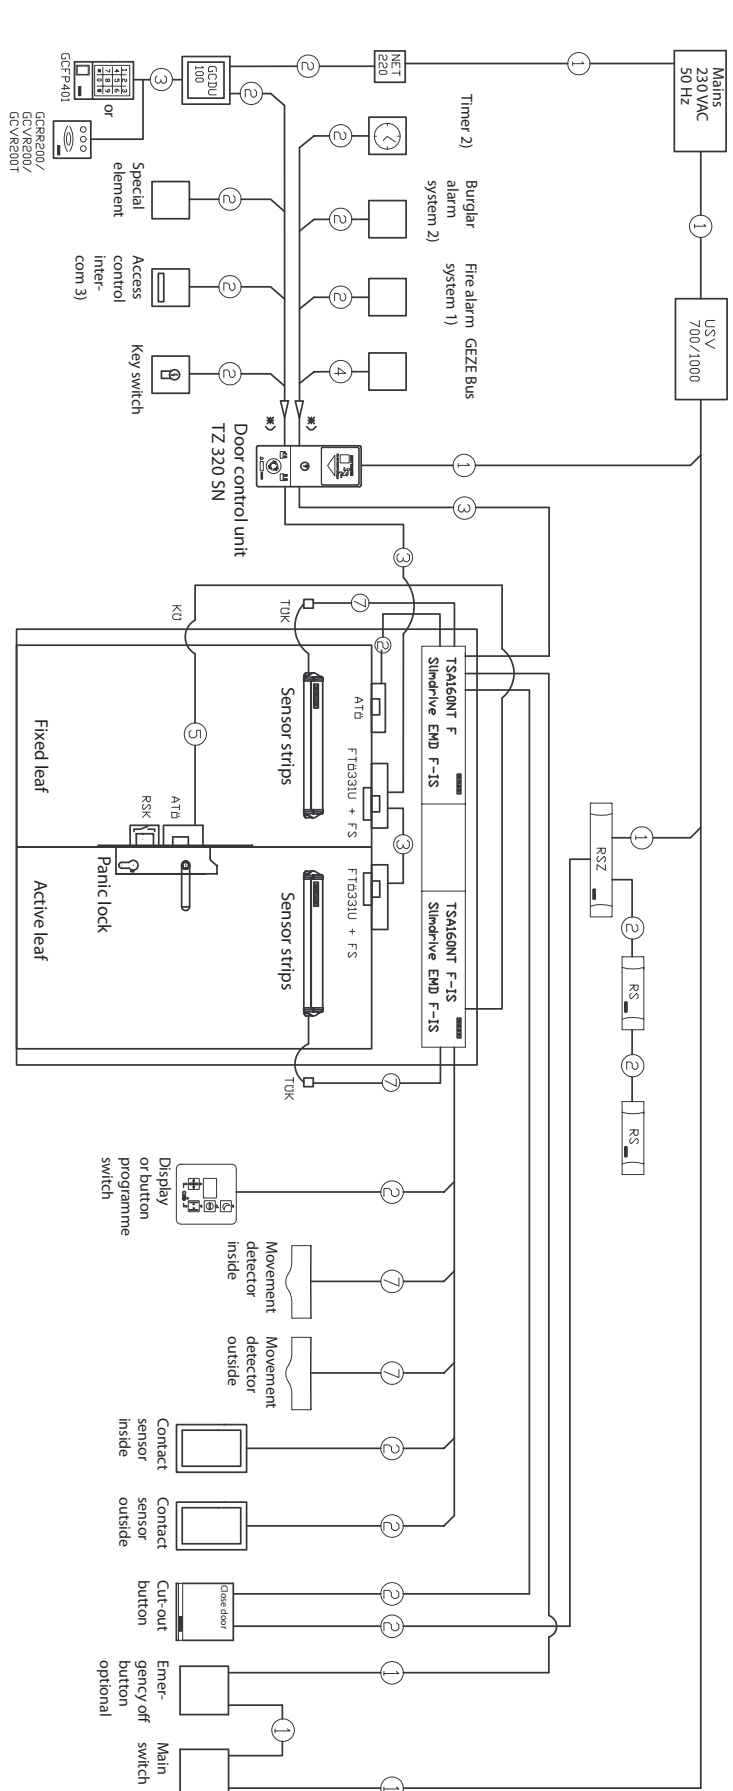 Mains
230 VAC
50 Hz
1
USV
700/1000
1
NET
220
2
GCDU
100
3
2
GCFP401
or
GCRR200/
GCVR200/
GCVR200T
Timer 2)
2
Burglar
alarm
system 2)
2
Fire alarm
system 1)
2
GEZE Bus
4
Special
element
2
Access
control
inter-
com 3)
2
Key switch
2
*)
*)
Door control unit
TZ 320 SN
1
3
3
KÜ
TÜK
7
2
TSA160NT F
Slimdrive EMD F-IS
TSA160NT F-IS
Slimdrive EMD F-IS
ATÖ
FTÖ331U + FS
3
FTÖ331U + FS
Sensor strips
Sensor strips
5
ATÖ
RSK
Panic lock
Fixed leaf
Active leaf
TÜK
7
1
RSZ
2
RS
2
RS
2
Display
or button
programme
switch
7
Movement
detector
inside
7
Movement
detector
outside
2
Contact
sensor
inside
2
Contact
sensor
outside
2
2
Close door
Cut-out
button
1
Emer-
gency off
button
optional
1
Main
switch
1